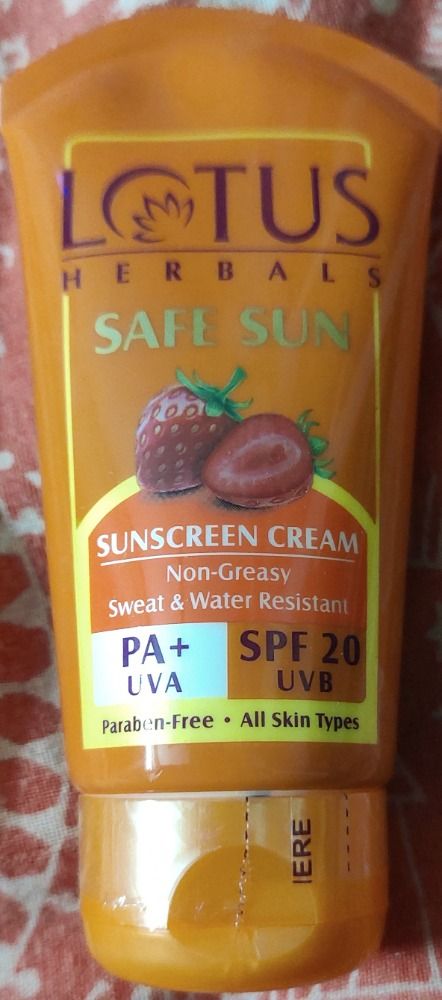 LOTUS
HERBALS
SAFE SUN
SUNSCREEN CREAM
Non-Greasy
Sweat & Water Resistant
PA+ SPF 20
UVA UVB
Paraben-Free • All Skin Types
IERE